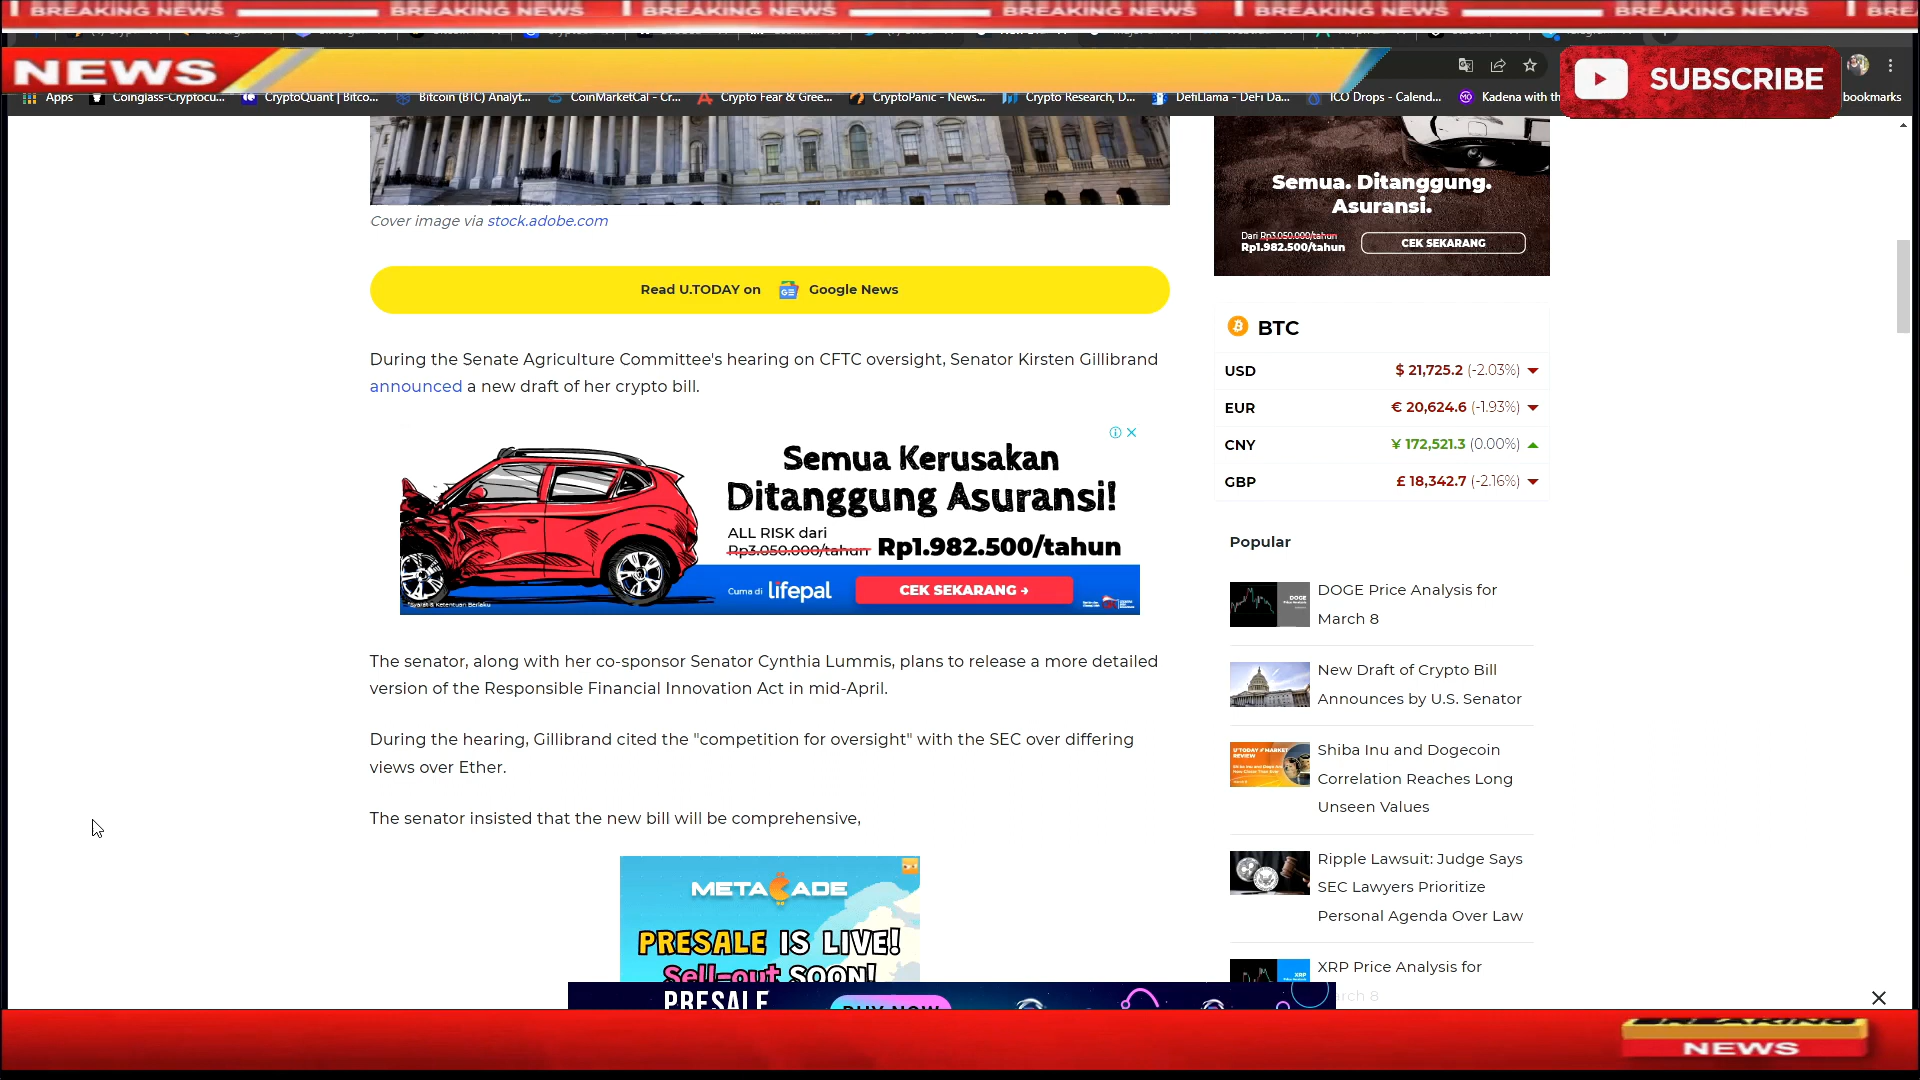 BREAKING NEWS BREAKING NEWS BREAKING NEWS BREAKING NEWS BREAKING NEWS BREAKING NEWS
NEWS
SUBSCRIBE
Apps Coinglass-Cryptocu... CryptoQuant | Bitco... Bitcoin (BTC) Analyt... CoinMarketCal - Cr... Crypto Fear & Gree... CryptoPanic - News... Crypto Research, D... DefiLlama - DeFi Da... ICO Drops - Calend... Kadena with th bookmarks
Cover image via stock.adobe.com
Read U.TODAY on Google News
During the Senate Agriculture Committee's hearing on CFTC oversight, Senator Kirsten Gillibrand
announced a new draft of her crypto bill.
Semua Kerusakan
Ditanggung Asuransi!
ALL RISK dari
Rp3.050.000/tahun Rp1.982.500/tahun
Cuma di lifepal CEK SEKARANG →
*Syarat & Ketentuan Berlaku
The senator, along with her co-sponsor Senator Cynthia Lummis, plans to release a more detailed
version of the Responsible Financial Innovation Act in mid-April.
During the hearing, Gillibrand cited the "competition for oversight" with the SEC over differing
views over Ether.
The senator insisted that the new bill will be comprehensive,
METACADE
PRESALE IS LIVE!
Sell-out SOON!
PRESALE
BUY NOW
Semua. Ditanggung.
Asuransi.
Dari Rp3.050.000/tahun
Rp1.982.500/tahun
CEK SEKARANG
BTC
USD $ 21,725.2 (-2.03%)
EUR € 20,624.6 (-1.93%)
CNY ¥ 172,521.3 (0.00%)
GBP £ 18,342.7 (-2.16%)
Popular
DOGE Price Analysis for
March 8
New Draft of Crypto Bill
Announces by U.S. Senator
Shiba Inu and Dogecoin
Correlation Reaches Long
Unseen Values
Ripple Lawsuit: Judge Says
SEC Lawyers Prioritize
Personal Agenda Over Law
XRP Price Analysis for
arch 8
BREAKING
NEWS